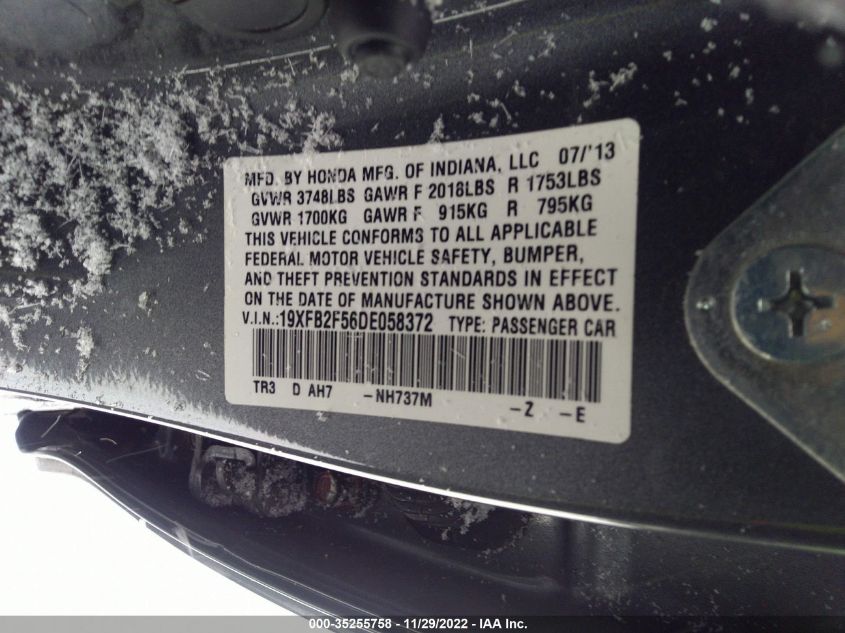 MFD. BY HONDA MFG. OF INDIANA, LLC 07/'13
GVWR 3748LBS GAWR F 2018LBS R 1753LBS
GVWR 1700KG GAWR F 915KG R 795KG
THIS VEHICLE CONFORMS TO ALL APPLICABLE
FEDERAL MOTOR VEHICLE SAFETY, BUMPER,
AND THEFT PREVENTION STANDARDS IN EFFECT
ON THE DATE OF MANUFACTURE SHOWN ABOVE.
V.I.N.:19XFB2F56DE058372 TYPE: PASSENGER CAR
TR3 D AH7 -NH737M -Z -E
000-35255758 - 11/29/2022 - IAA Inc.